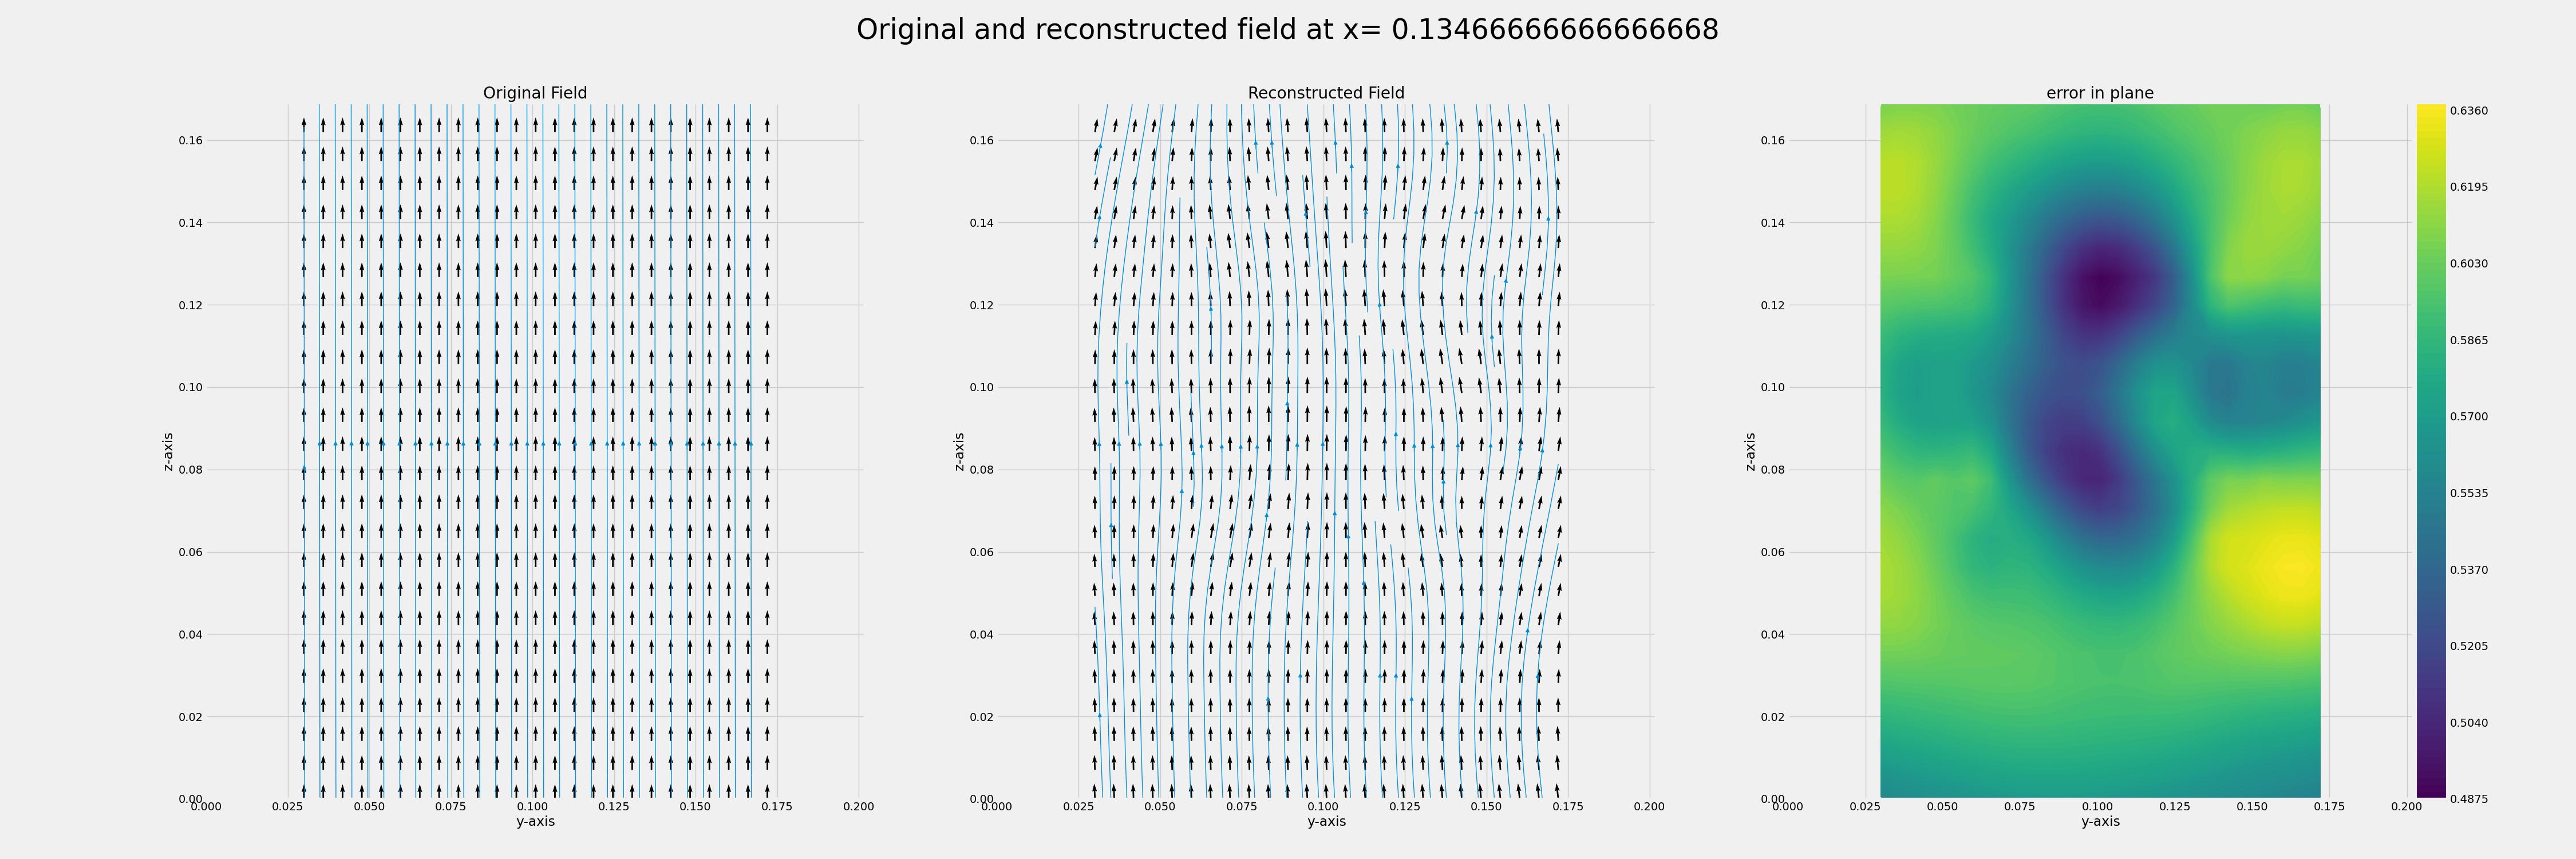 Original and reconstructed field at x= 0.13466666666666668
Original Field
z-axis
0.16
0.14
0.12
0.10
0.08
0.06
0.04
0.02
0.00
0.000 0.025 0.050 0.075 0.100 0.125 0.150 0.175 0.200
y-axis
Reconstructed Field
z-axis
0.16
0.14
0.12
0.10
0.08
0.06
0.04
0.02
0.00
0.000 0.025 0.050 0.075 0.100 0.125 0.150 0.175 0.200
y-axis
error in plane
z-axis
0.16
0.14
0.12
0.10
0.08
0.06
0.04
0.02
0.00
0.000 0.025 0.050 0.075 0.100 0.125 0.150 0.175 0.200
y-axis
0.6360
0.6195
0.6030
0.5865
0.5700
0.5535
0.5370
0.5205
0.5040
0.4875